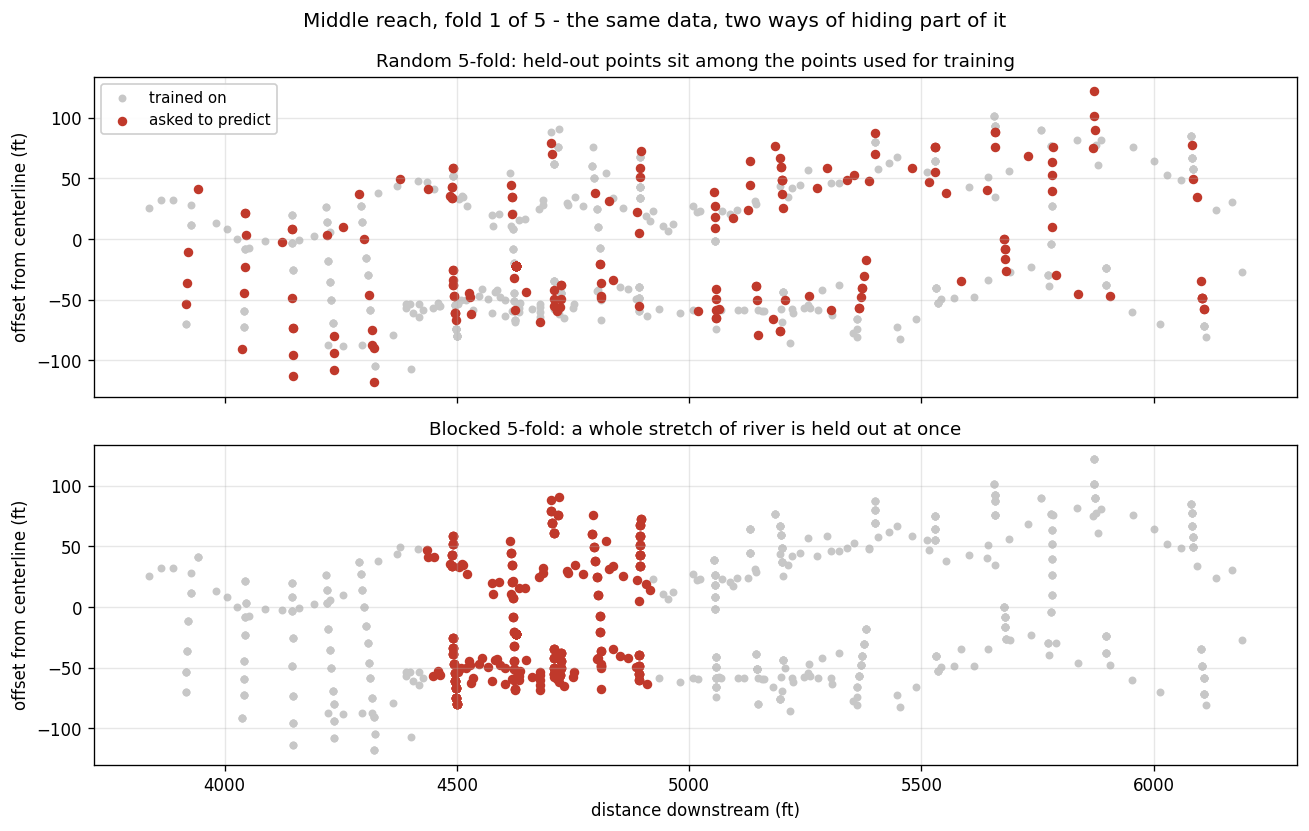 Middle reach, fold 1 of 5 - the same data, two ways of hiding part of it
Random 5-fold: held-out points sit among the points used for training
trained on
asked to predict
offset from centerline (ft)
100
50
0
−50
−100
Blocked 5-fold: a whole stretch of river is held out at once
offset from centerline (ft)
100
50
0
−50
−100
4000 4500 5000 5500 6000
distance downstream (ft)